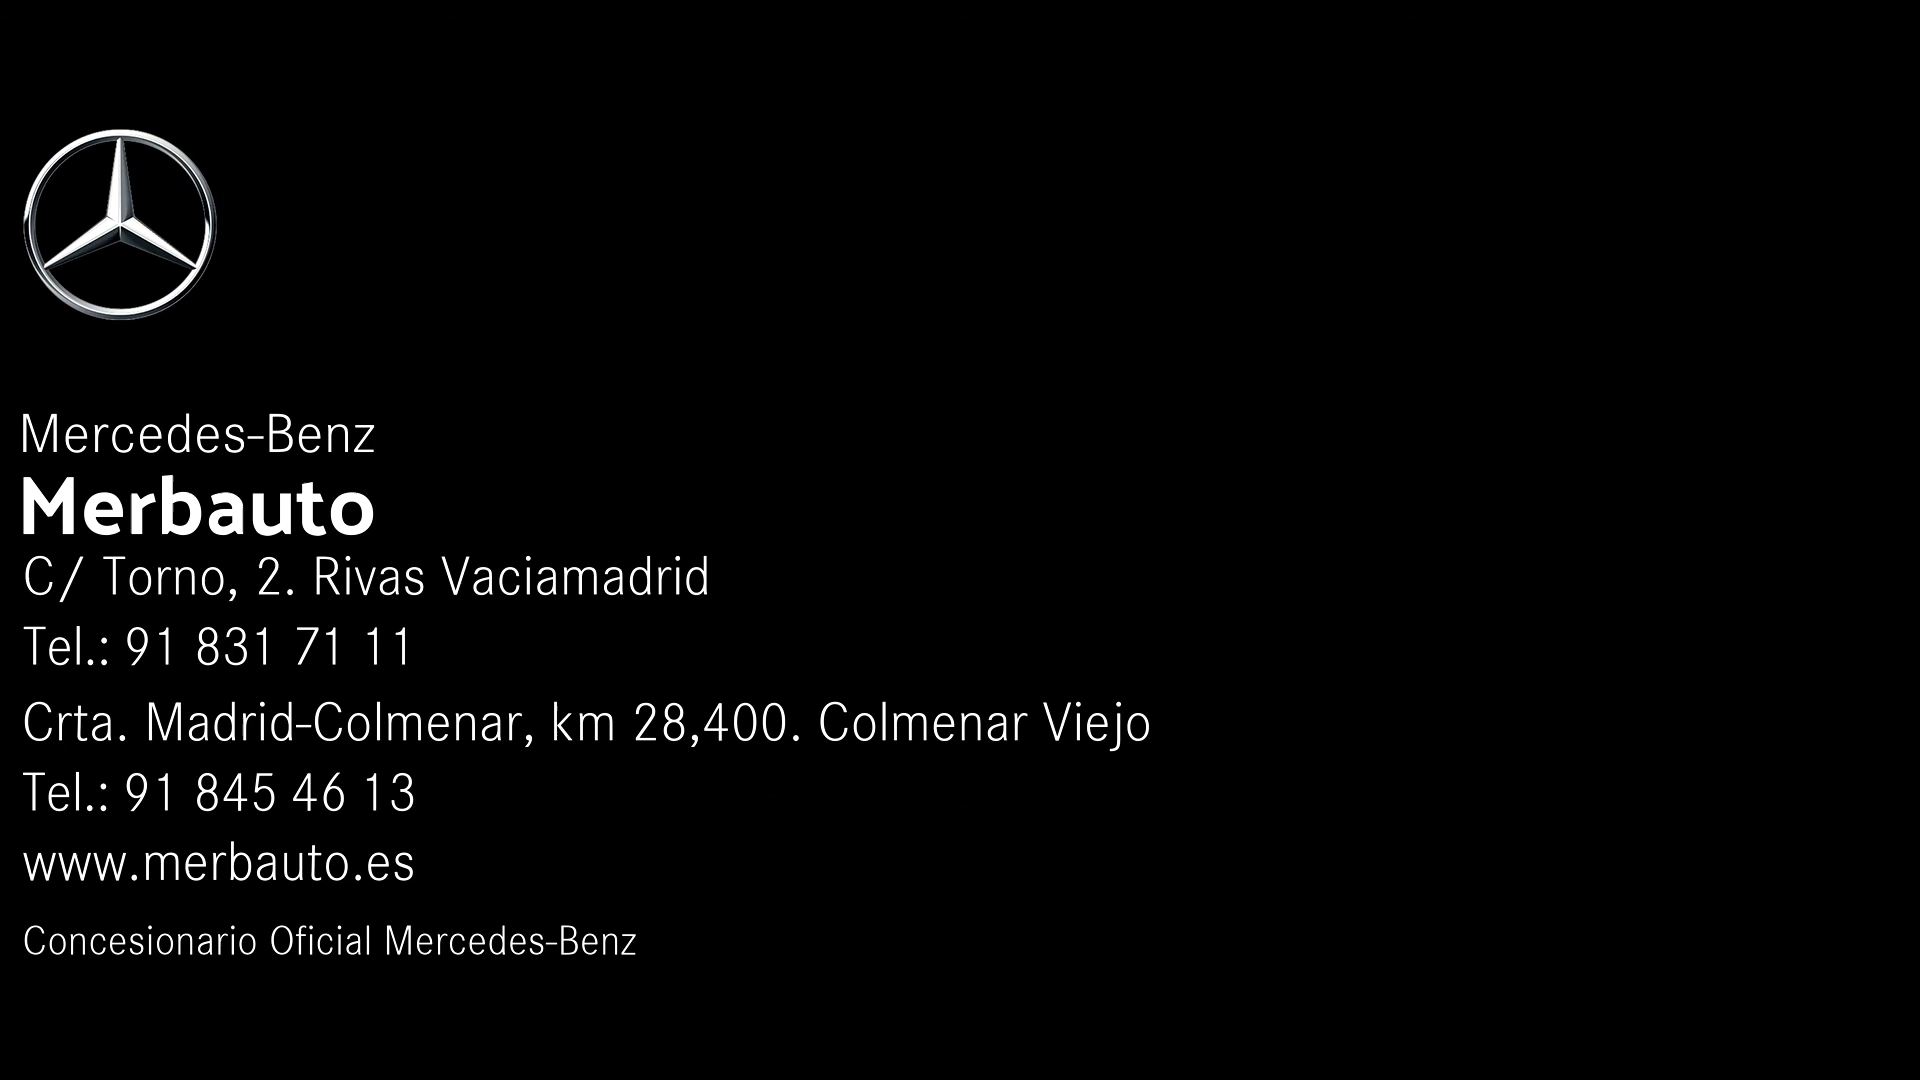 Mercedes-Benz
Merbauto
C/ Torno, 2. Rivas Vaciamadrid
Tel.: 91 831 71 11
Crta. Madrid-Colmenar, km 28,400. Colmenar Viejo
Tel.: 91 845 46 13
www.merbauto.es
Concesionario Oficial Mercedes-Benz